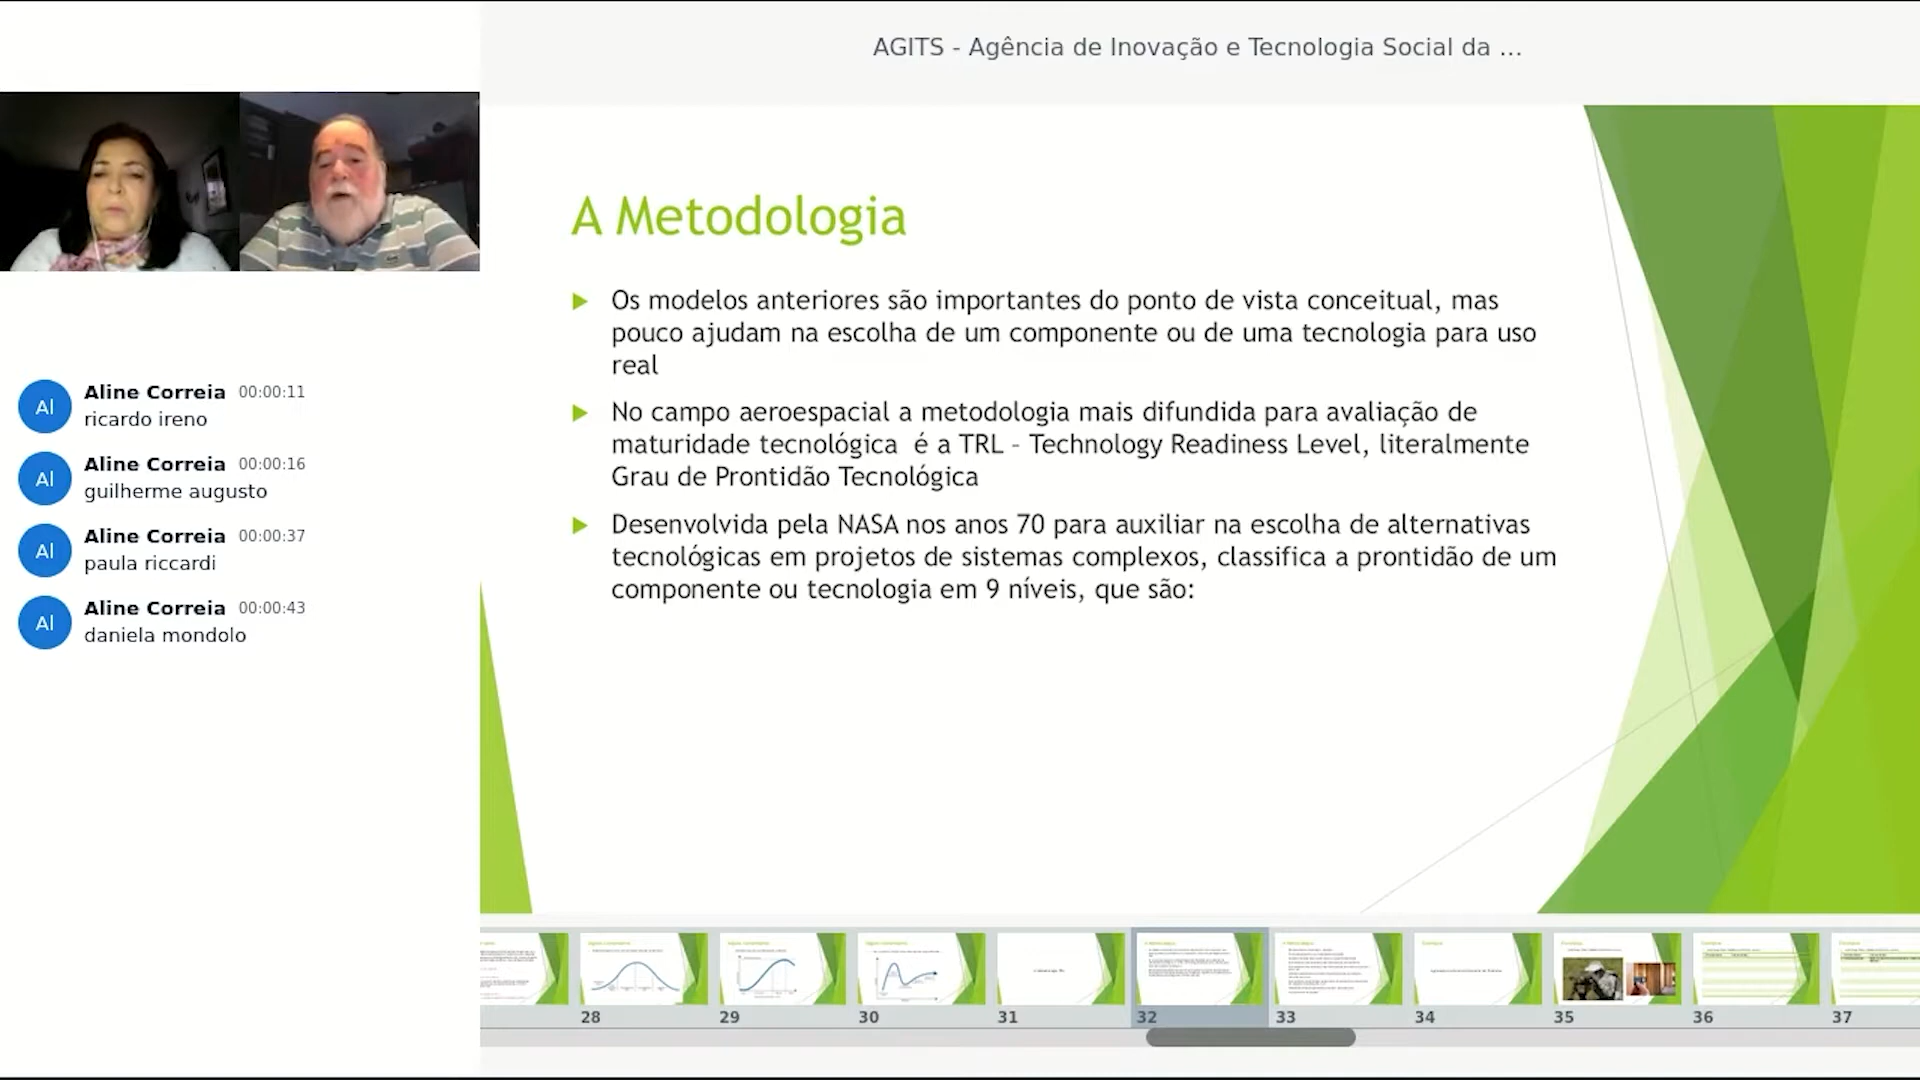 AGITS - Agência de Inovação e Tecnologia Social da ...
Al
Aline Correia 00:00:11
ricardo ireno
Al
Aline Correia 00:00:16
guilherme augusto
Al
Aline Correia 00:00:37
paula riccardi
Al
Aline Correia 00:00:43
daniela mondolo
A Metodologia
Os modelos anteriores são importantes do ponto de vista conceitual, mas
pouco ajudam na escolha de um componente ou de uma tecnologia para uso
real
No campo aeroespacial a metodologia mais difundida para avaliação de
maturidade tecnológica é a TRL – Technology Readiness Level, literalmente
Grau de Prontidão Tecnológica
Desenvolvida pela NASA nos anos 70 para auxiliar na escolha de alternativas
tecnológicas em projetos de sistemas complexos, classifica a prontidão de um
componente ou tecnologia em 9 níveis, que são:
28
29
30
31
32
33
34
35
36
37